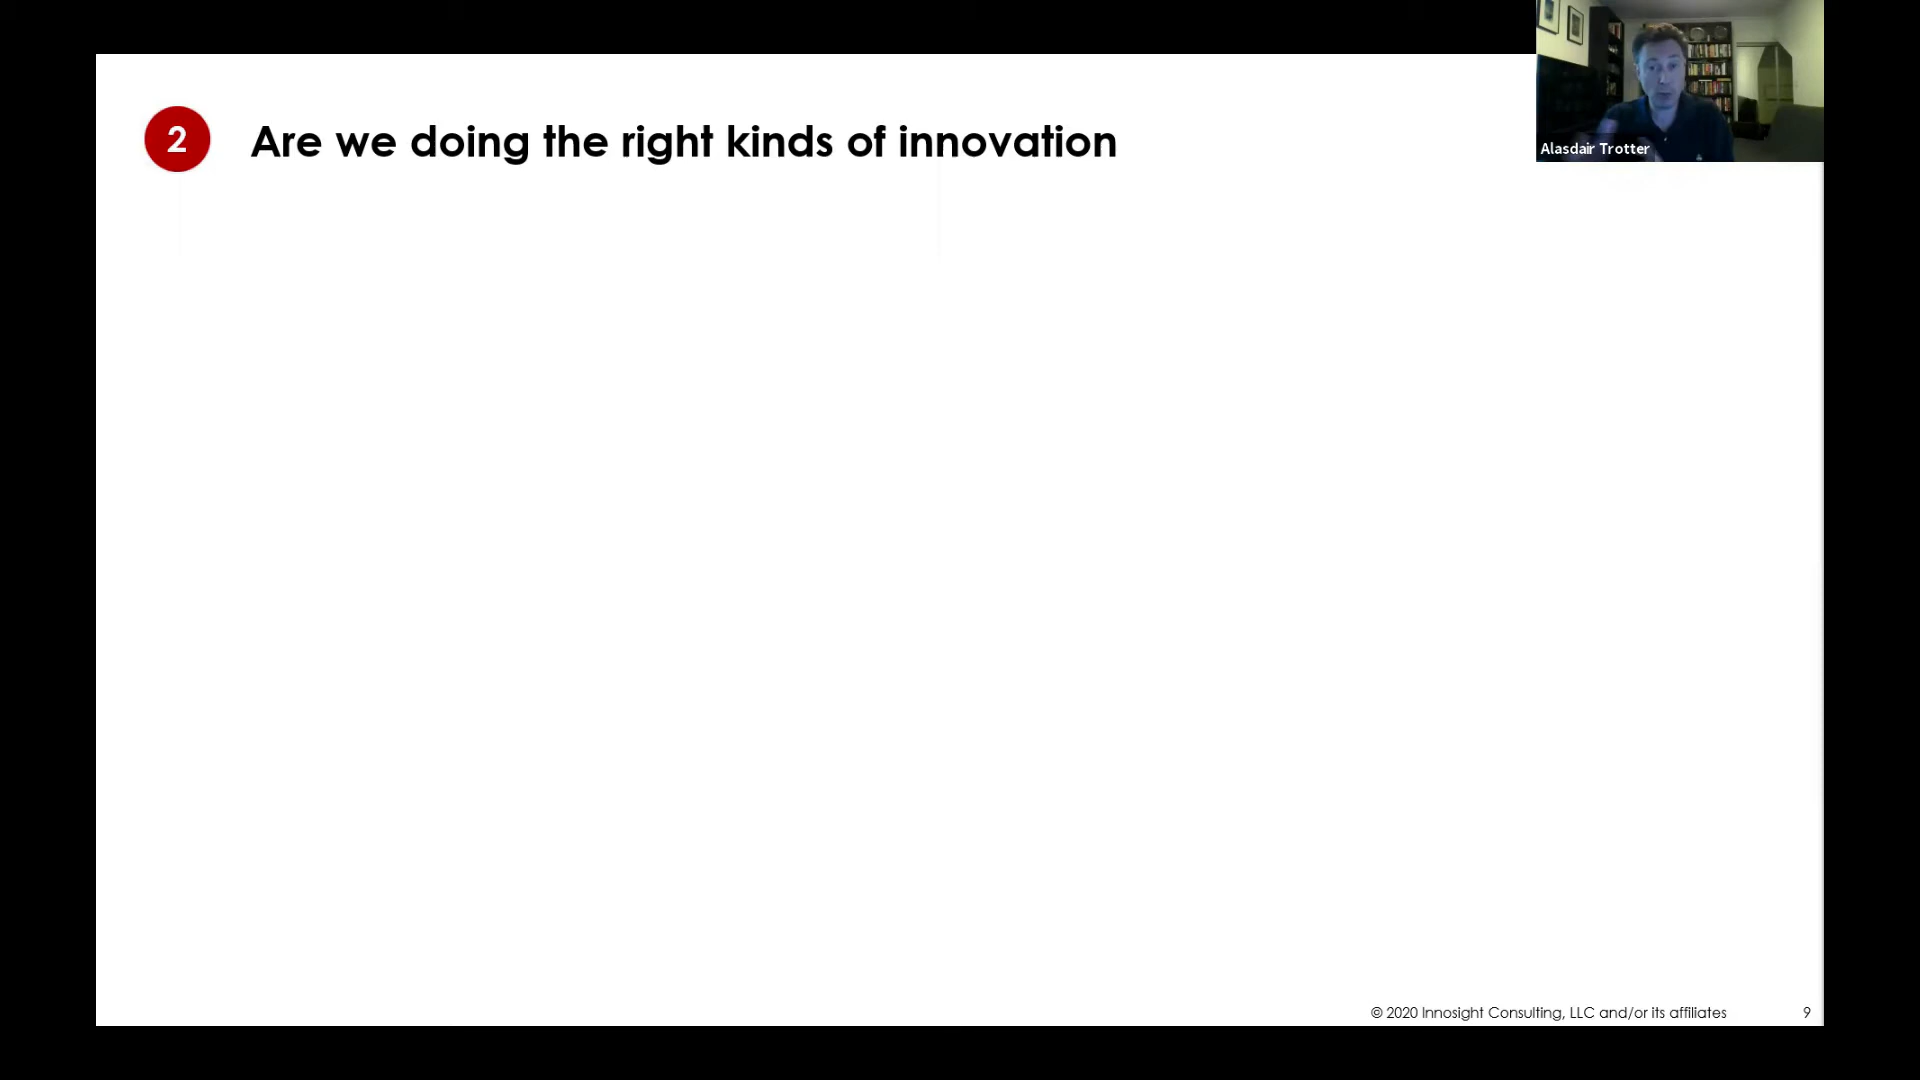 2 Are we doing the right kinds of innovation
Alasdair Trotter
© 2020 Innosight Consulting, LLC and/or its affiliates 9